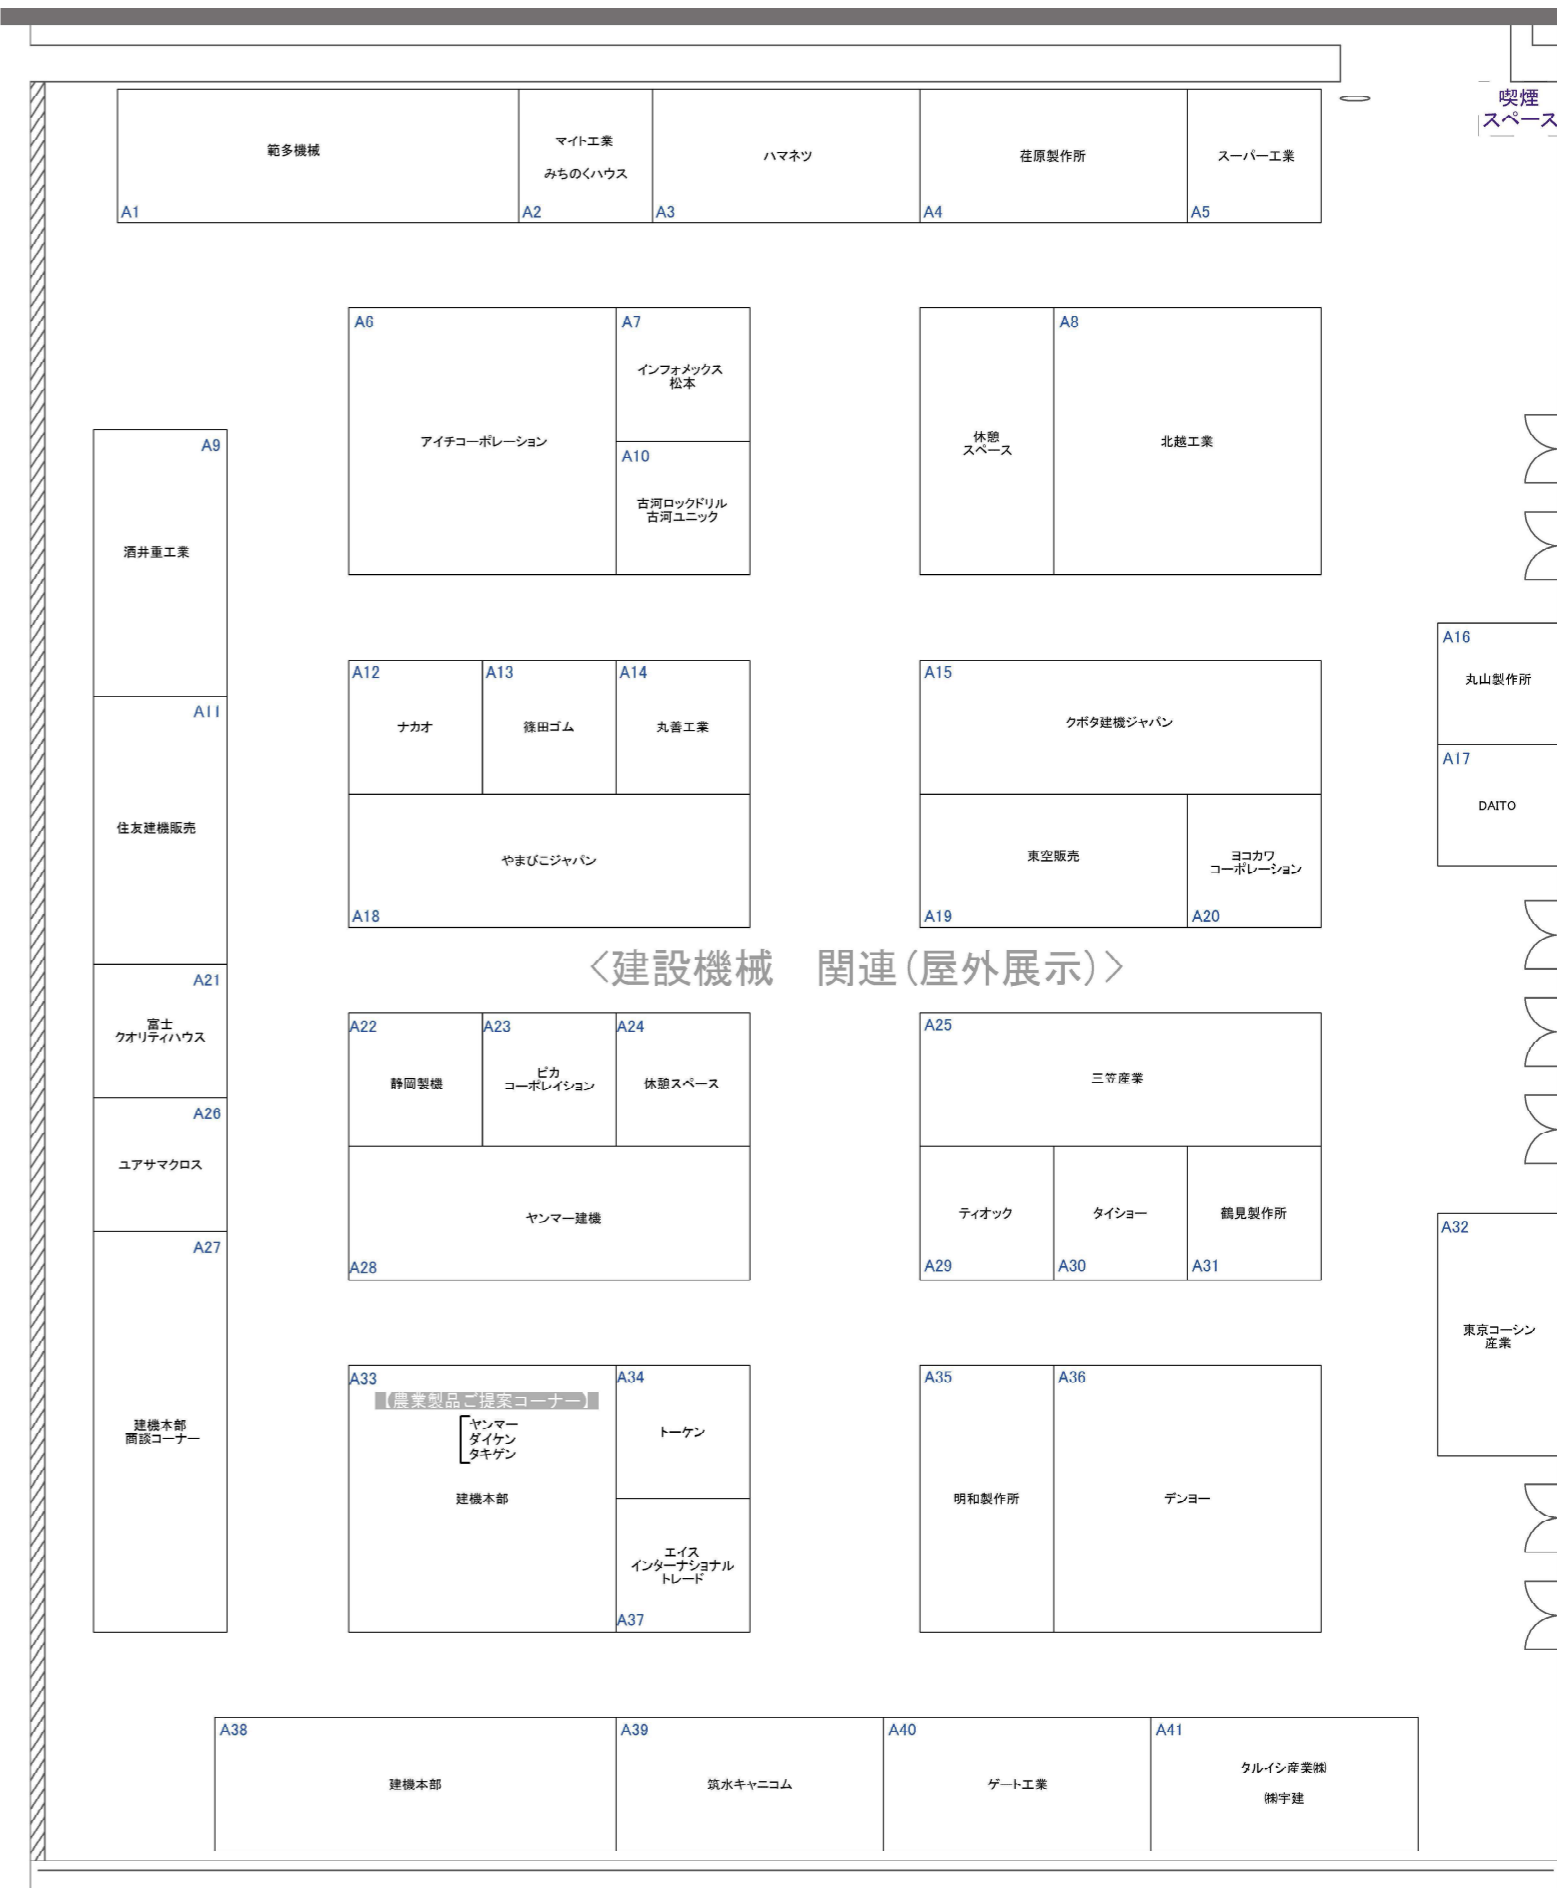 喫煙
スペース
範多機械
A1
マイト工業
みちのくハウス
A2
ハマネツ
A3
荏原製作所
A4
スーパー工業
A5
A6
アイチコーポレーション
A7
インフォメックス
松本
A10
古河ロックドリル
古河ユニック
休憩
スペース
A8
北越工業
A9
酒井重工業
A11
住友建機販売
A12
ナカオ
A13
篠田ゴム
A14
丸善工業
やまびこジャパン
A18
A15
クボタ建機ジャパン
東空販売
A19
ヨコカワ
コーポレーション
A20
A16
丸山製作所
A17
DAITO
<建設機械　関連(屋外展示)>
A21
富士
クオリティハウス
A26
ユアサマクロス
A27
建機本部
商談コーナー
A22
静岡製機
A23
ピカ
コーポレイション
A24
休憩スペース
ヤンマー建機
A28
A25
三笠産業
ティオック
A29
タイショー
A30
鶴見製作所
A31
A32
東京コーシン
産業
A33
【農業製品ご提案コーナー】
ヤンマー
ダイケン
タキゲン
建機本部
A34
トーケン
エイス
インターナショナル
トレード
A37
A35
明和製作所
A36
デンヨー
A38
建機本部
A39
筑水キャニコム
A40
ゲート工業
A41
タルイシ産業㈱
㈱宇建